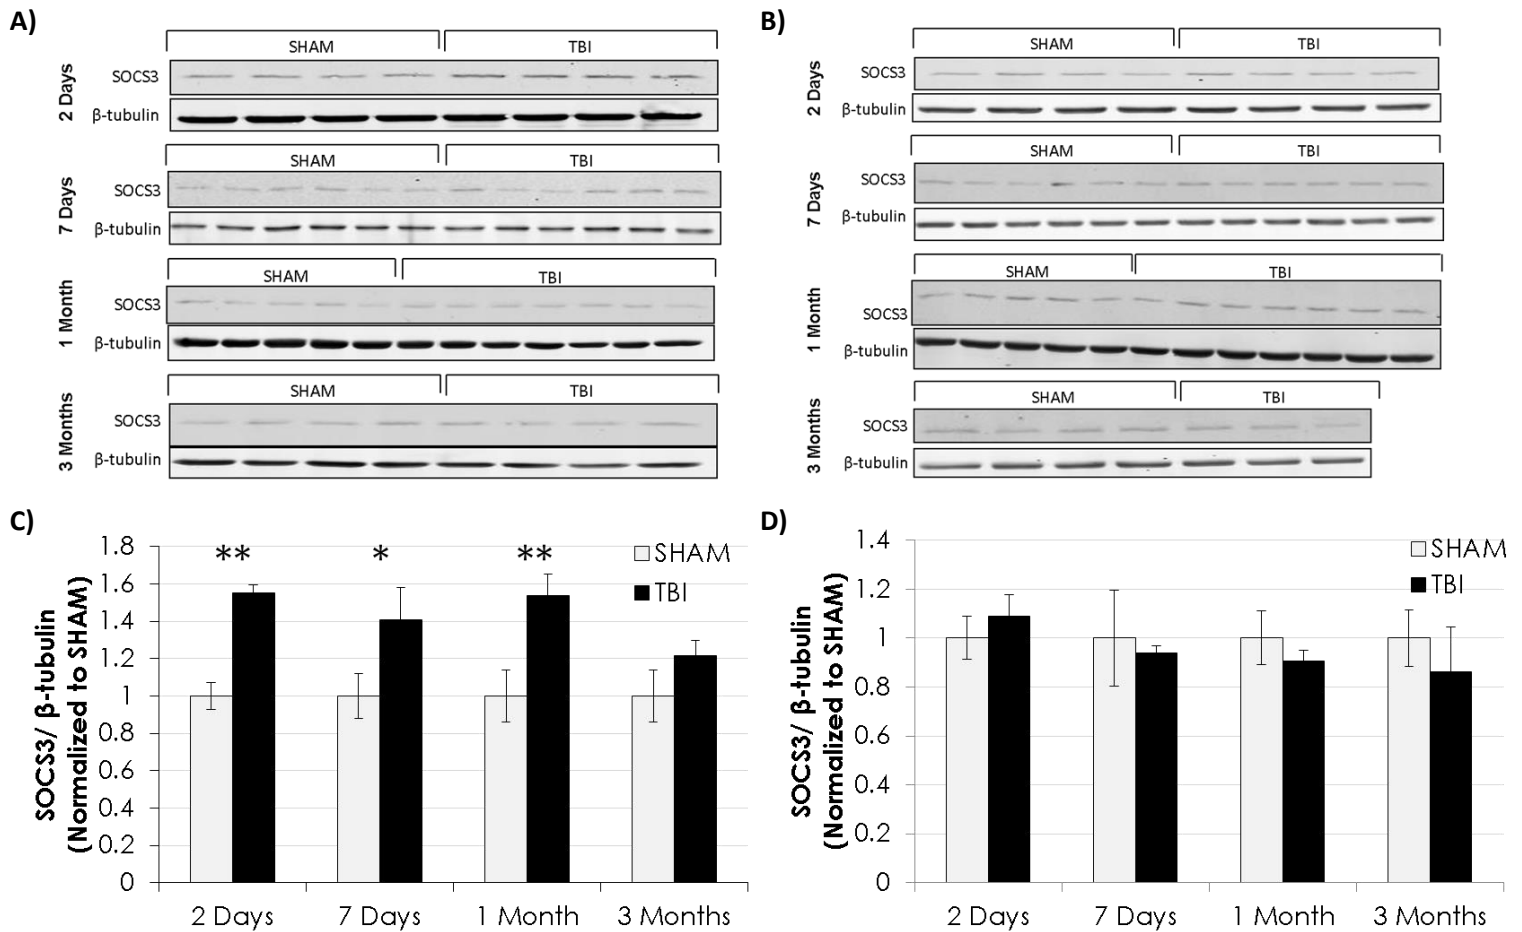 A)
SHAM TBI
2 Days
SOCS3
β-tubulin
SHAM TBI
7 Days
SOCS3
β-tubulin
SHAM TBI
1 Month
SOCS3
β-tubulin
SHAM TBI
3 Months
SOCS3
β-tubulin
B)
SHAM TBI
2 Days
SOCS3
β-tubulin
SHAM TBI
7 Days
SOCS3
β-tubulin
SHAM TBI
1 Month
SOCS3
β-tubulin
SHAM TBI
3 Months
SOCS3
β-tubulin
C)
SOCS3/ β-tubulin
(Normalized to SHAM)
1.8
1.6
1.4
1.2
1
0.8
0.6
0.4
0.2
0
** * **
SHAM
TBI
2 Days 7 Days 1 Month 3 Months
D)
SOCS3/ β-tubulin
(Normalized to SHAM)
1.4
1.2
1
0.8
0.6
0.4
0.2
0
SHAM
TBI
2 Days 7 Days 1 Month 3 Months